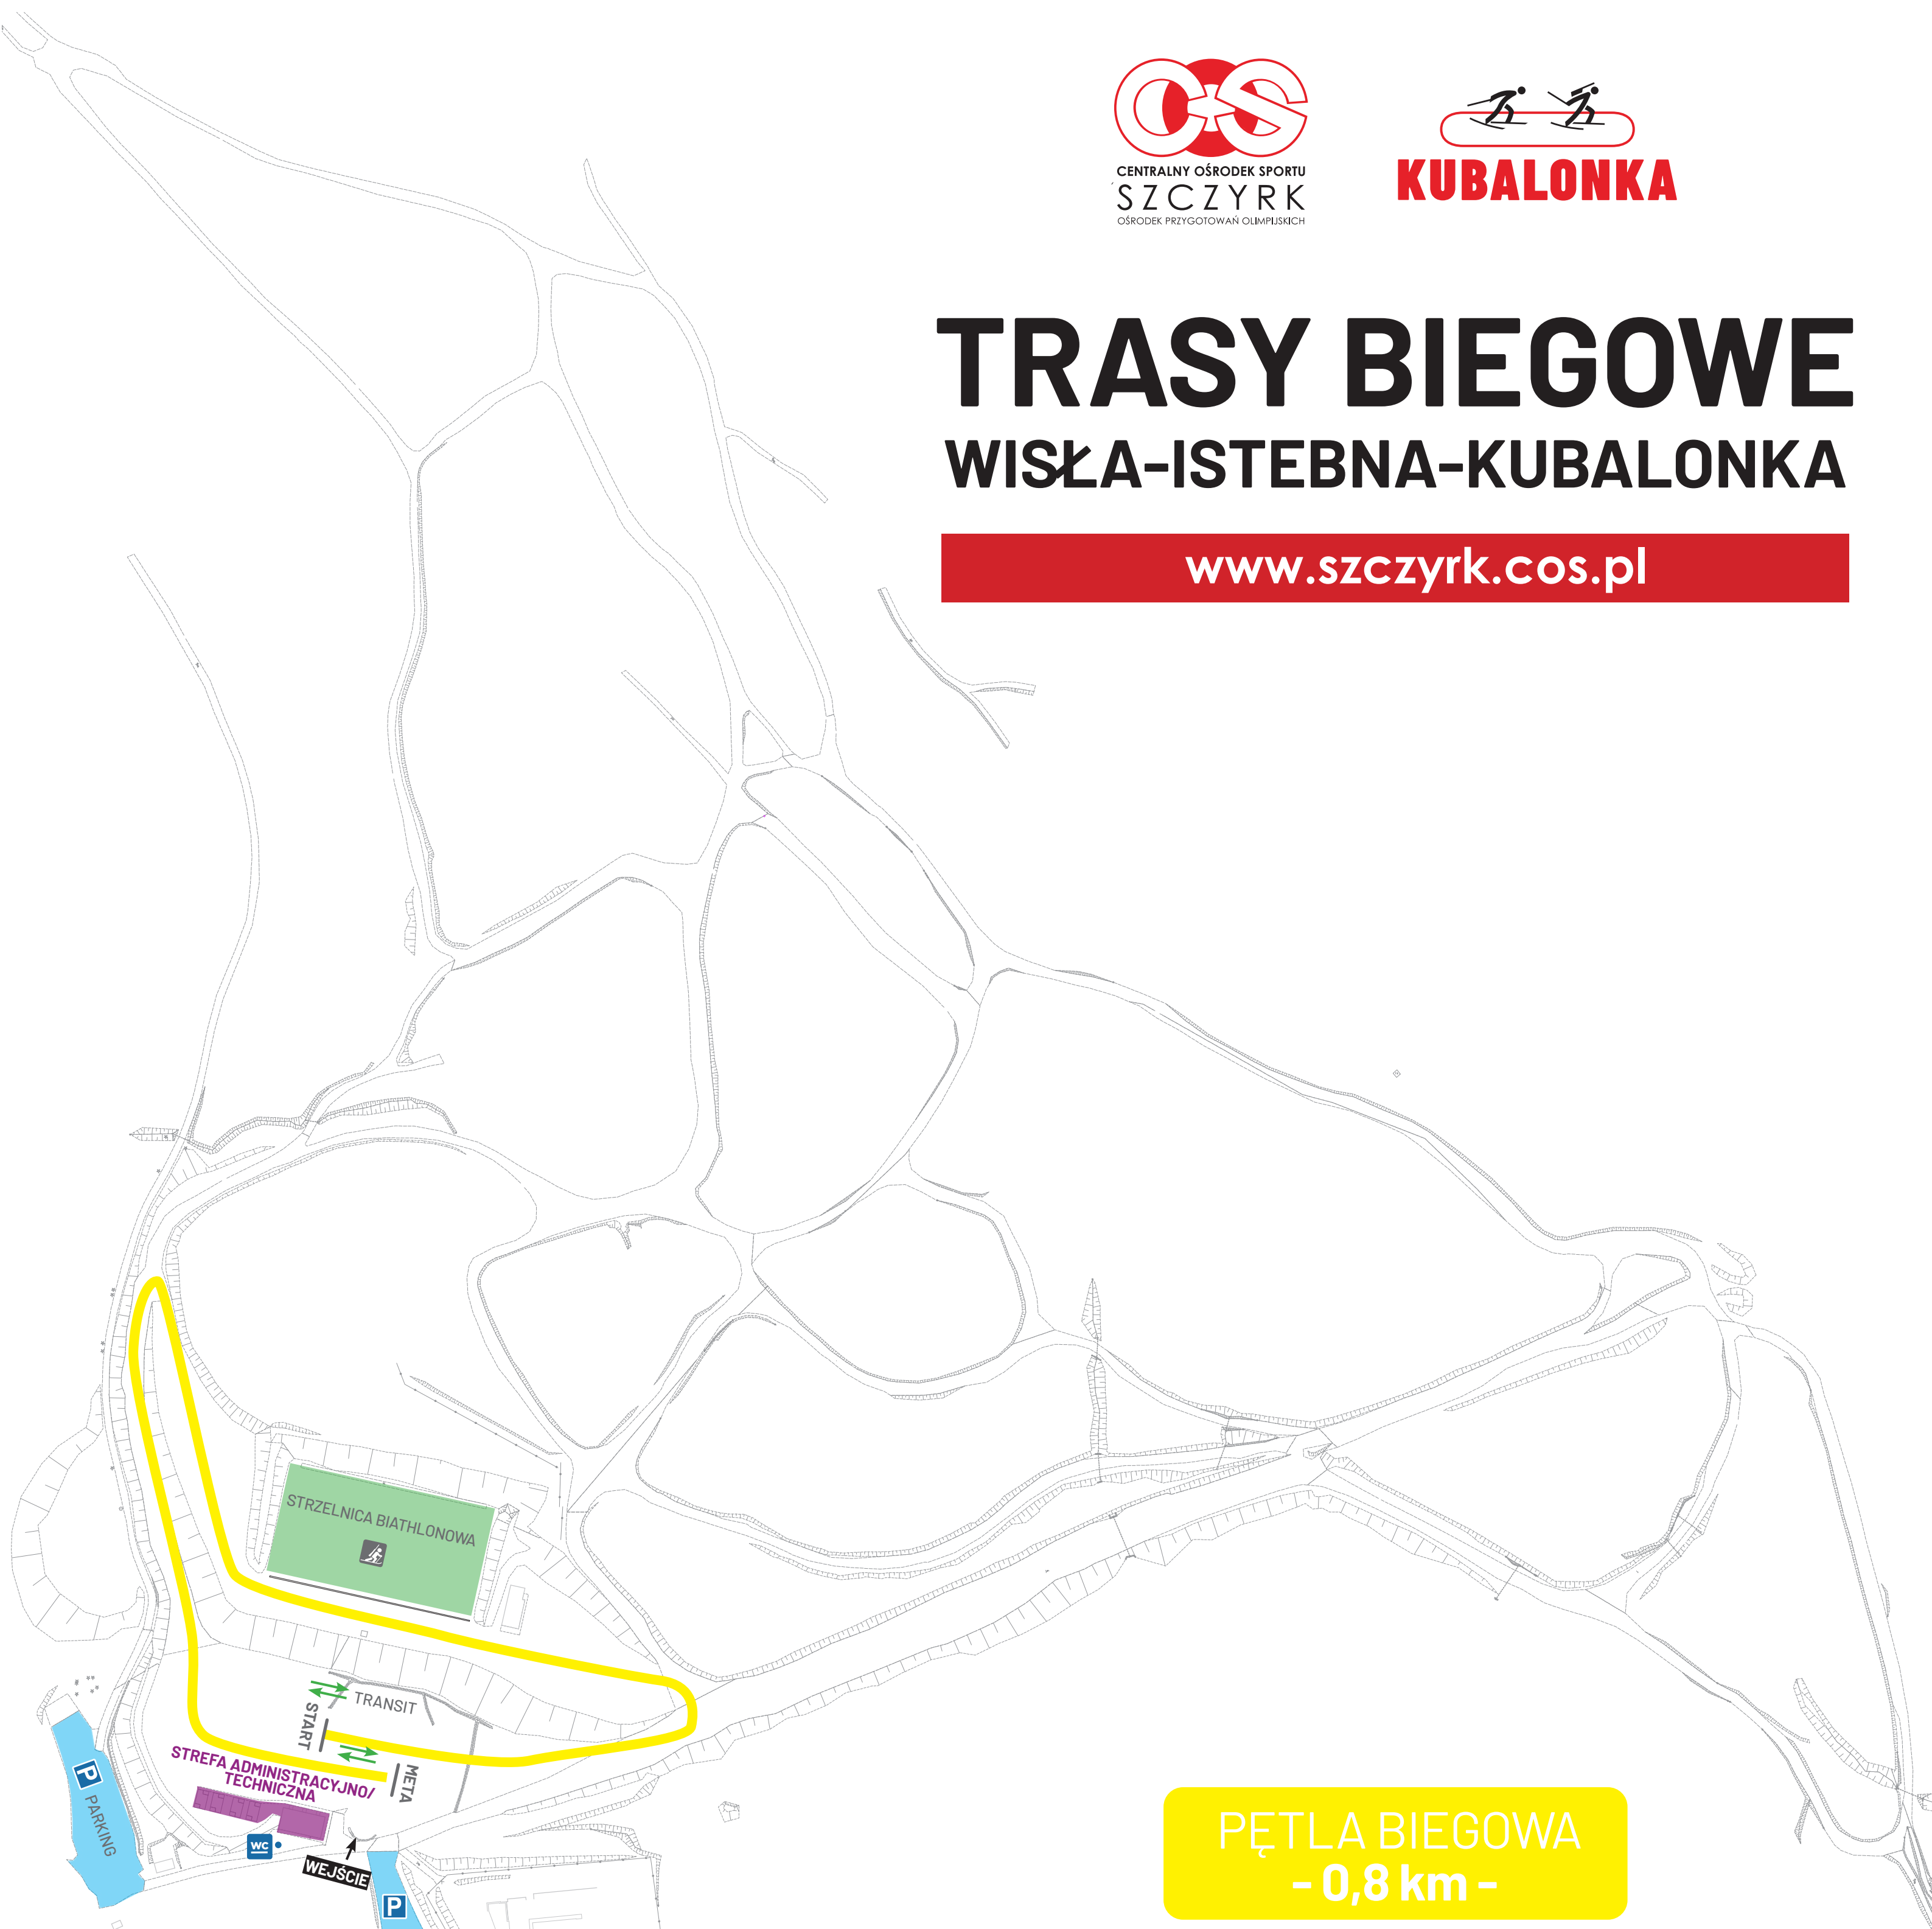 CENTRALNY OŚRODEK SPORTU
SZCZYRK
OŚRODEK PRZYGOTOWAŃ OLIMPIJSKICH
KUBALONKA
TRASY BIEGOWE
WISŁA-ISTEBNA-KUBALONKA
www.szczyrk.cos.pl
STRZELNICA BIATHLONOWA
TRANSIT
START
META
STREFA ADMINISTRACYJNO/
TECHNICZNA
P
PARKING
WC
WEJŚCIE
P
PĘTLA BIEGOWA
- 0,8 km -